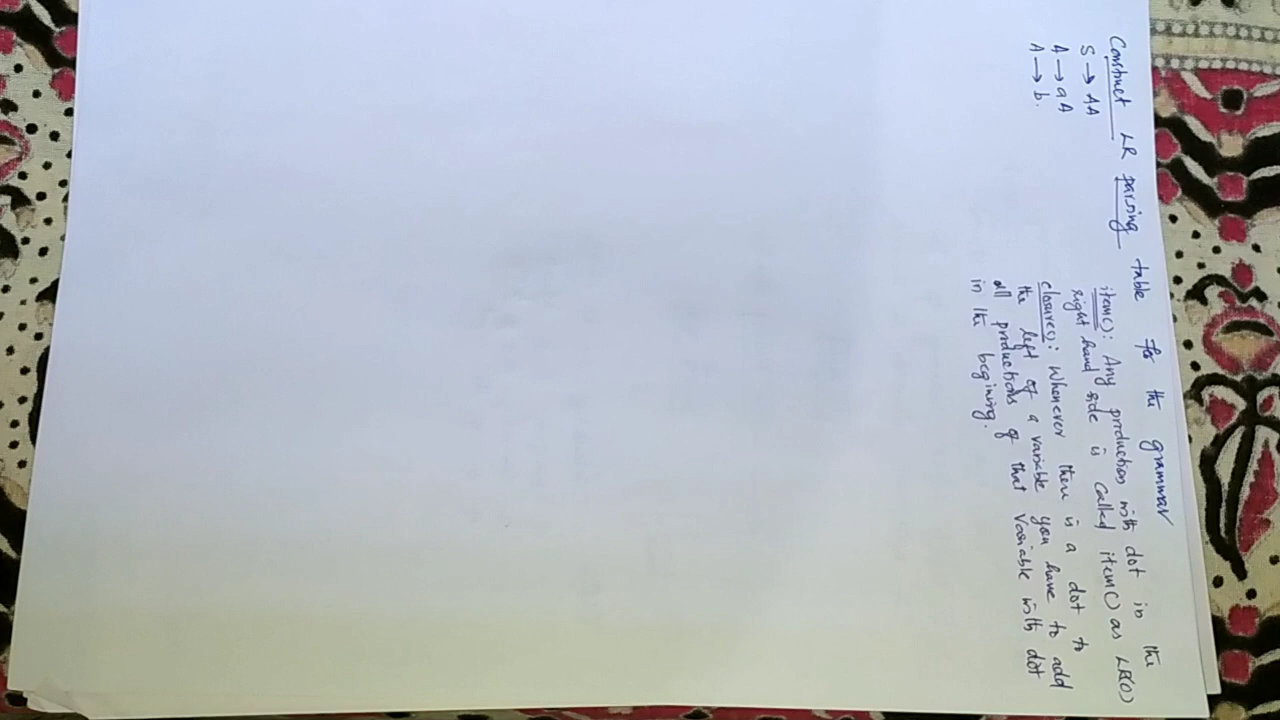 Construct LR parsing table for the grammar
S → AA
A → aA
A → b.
item(): Any production with dot in the
right hand side is called item() as LR(0)
closure(): Whenever there is a dot to
the left of a variable you have to add
all productions of that variable with dot
in the begining.